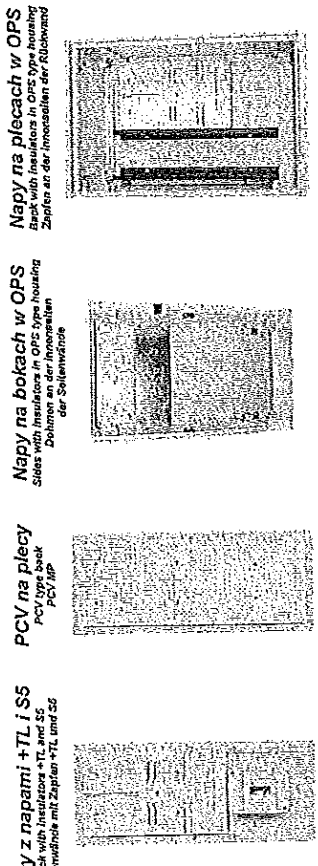 Napy na plecach w OPS
Back with insulators in OPS type housing
Zapfen an der Innenseiten der Rückwand
Napy na bokach w OPS
Sides with insulators in OPS type housing
Dohmen an der Innenseiten
der Seitenwände
PCV na plecy
PCV type back
PCV MP
y z napami +TL i S5
ck with insulators +TL and S5
nwände mit Zapfen +TL und S5